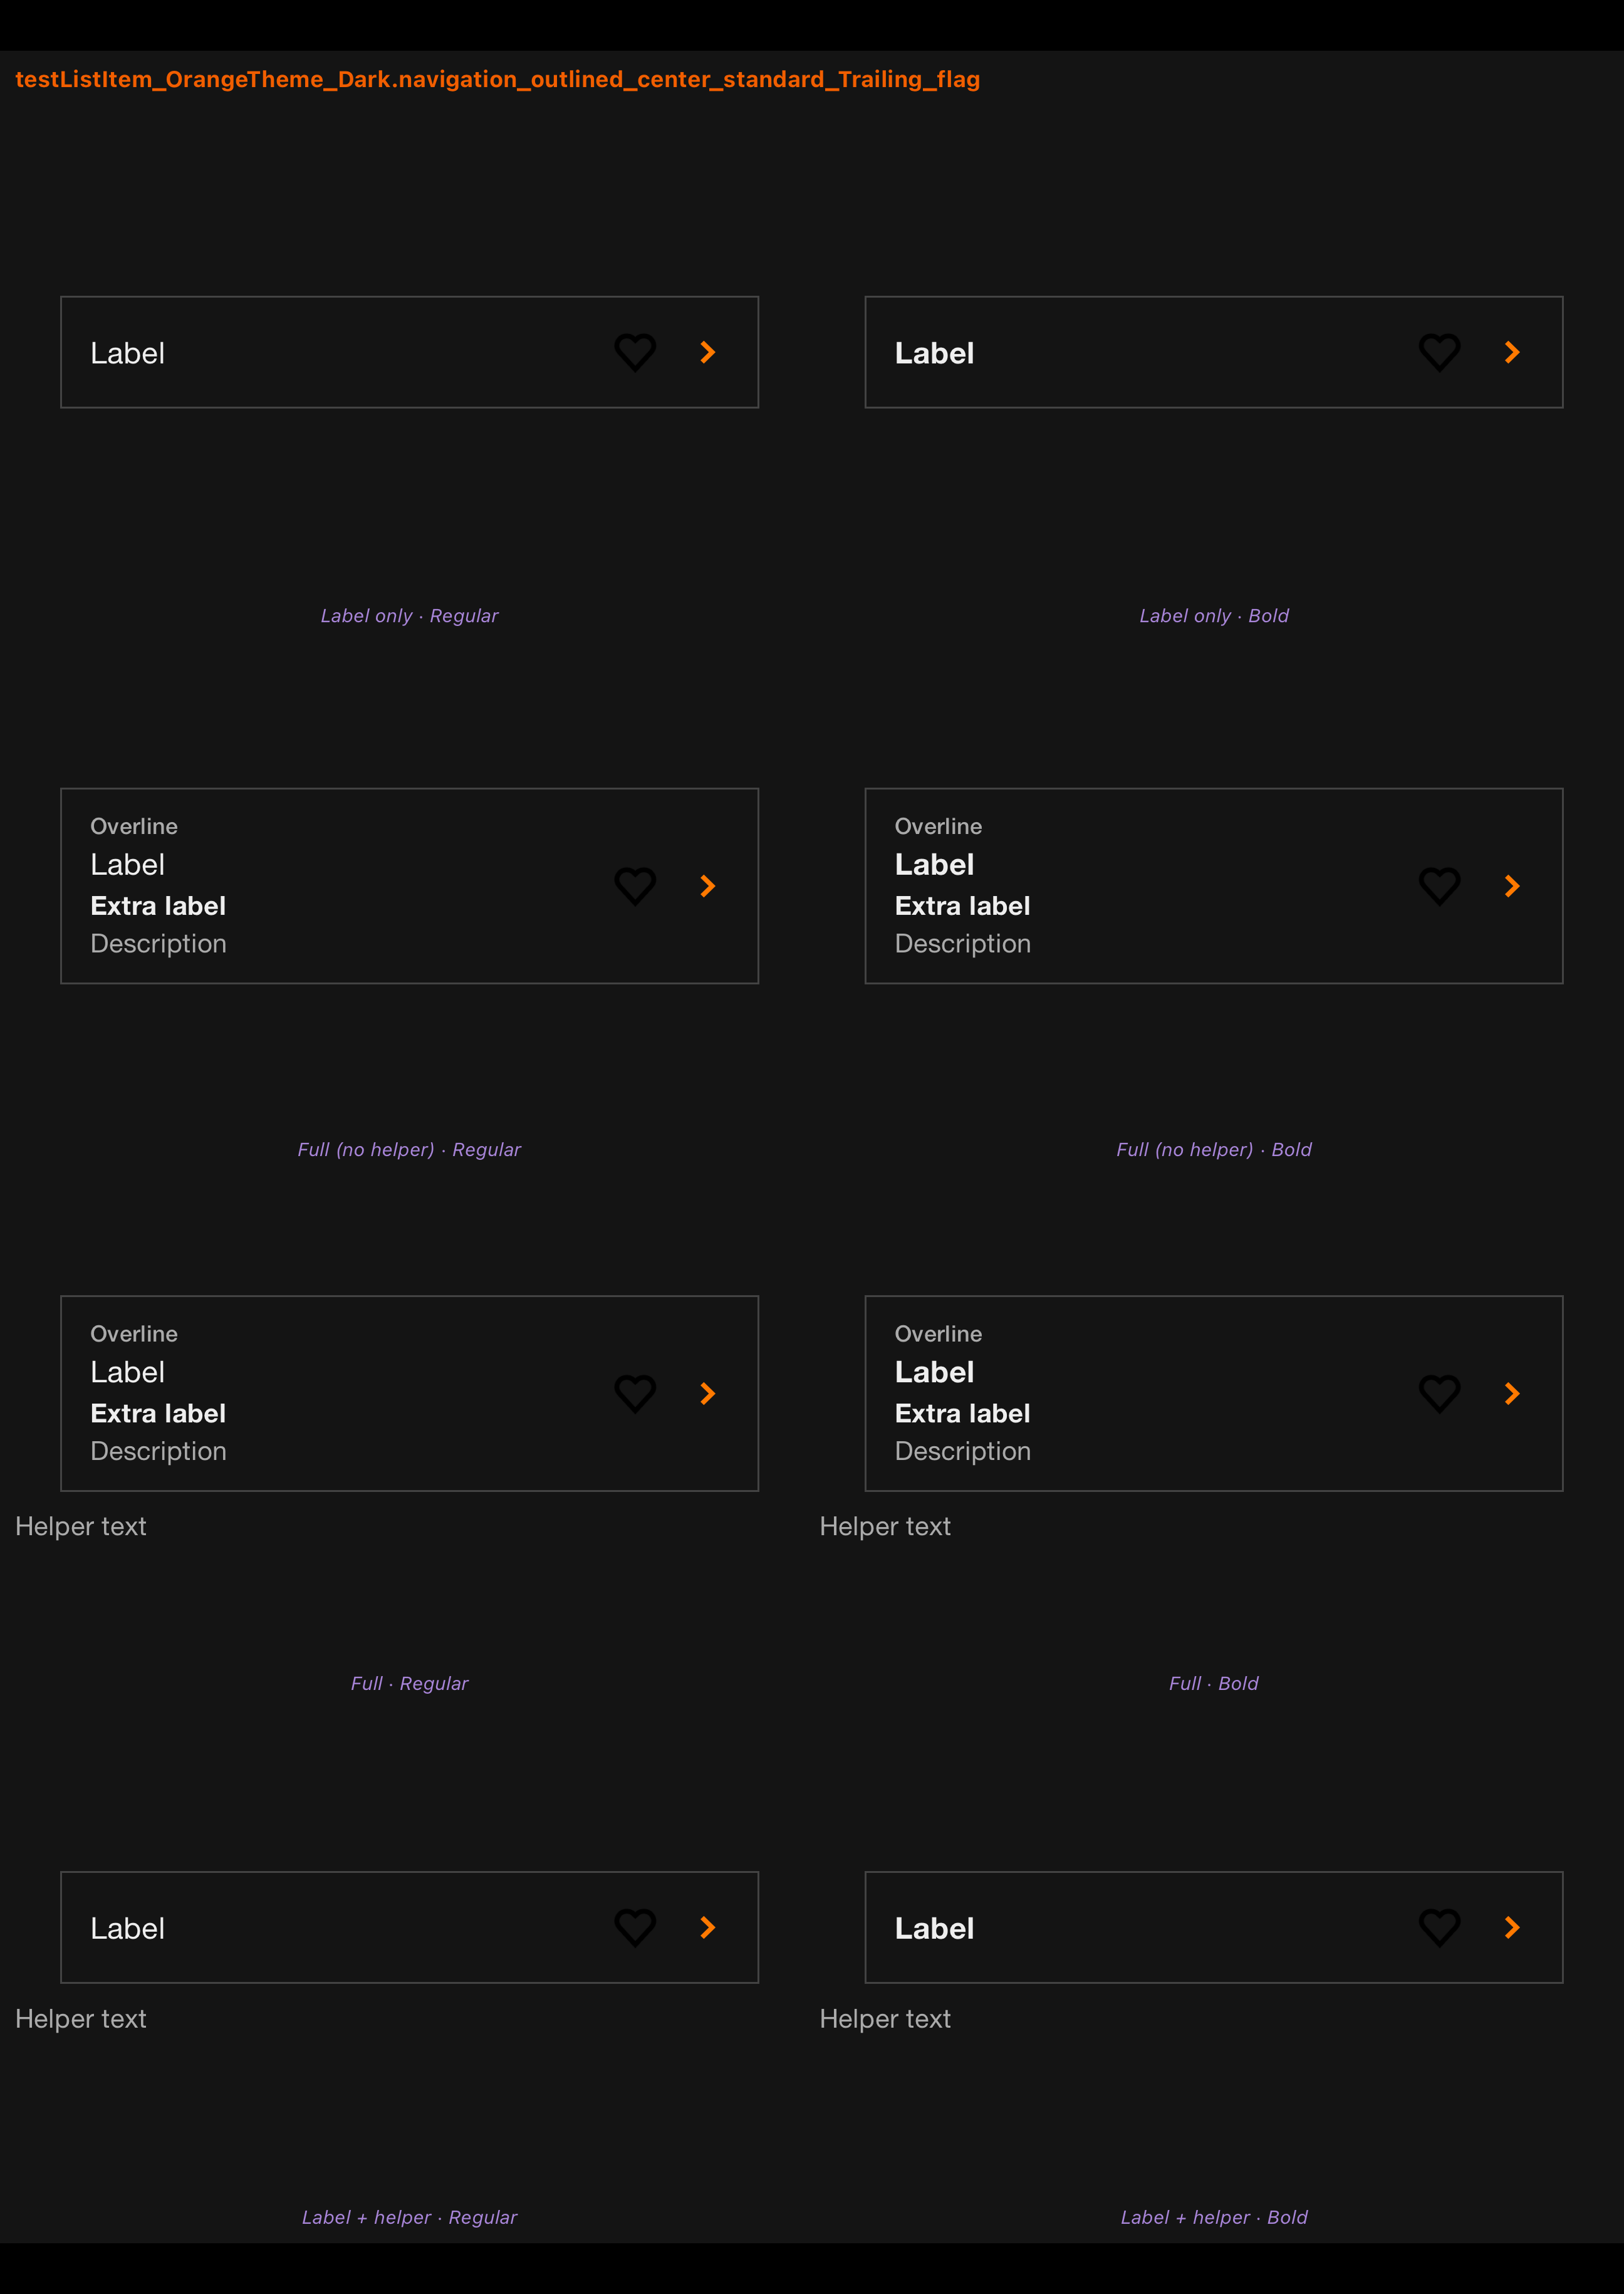 testListItem_OrangeTheme_Dark.navigation_outlined_center_standard_Trailing_flag
Label
Label
Label only · Regular
Label only · Bold
Overline
Label
Extra label
Description
Overline
Label
Extra label
Description
Full (no helper) · Regular
Full (no helper) · Bold
Overline
Label
Extra label
Description
Helper text
Overline
Label
Extra label
Description
Helper text
Full · Regular
Full · Bold
Label
Helper text
Label
Helper text
Label + helper · Regular
Label + helper · Bold